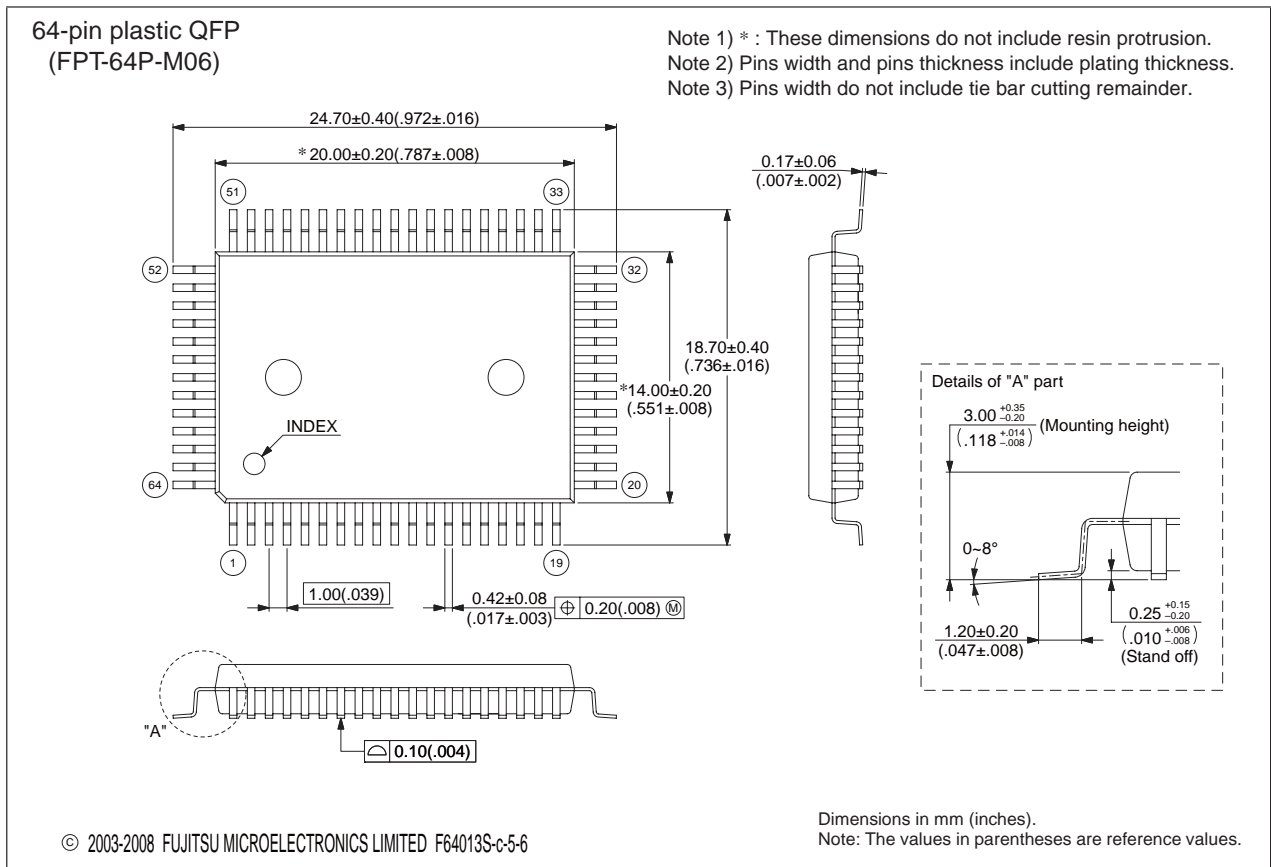 64-pin plastic QFP
(FPT-64P-M06)
Note 1) * : These dimensions do not include resin protrusion.
Note 2) Pins width and pins thickness include plating thickness.
Note 3) Pins width do not include tie bar cutting remainder.
24.70±0.40(.972±.016)
*20.00±0.20(.787±.008)
51
33
0.17±0.06
(.007±.002)
52
32
18.70±0.40
(.736±.016)
*14.00±0.20
(.551±.008)
INDEX
64
20
1
19
1.00(.039)
0.42±0.08
(.017±.003)
⌖ 0.20(.008) Ⓜ
Details of "A" part
3.00 +0.35 −0.20 (Mounting height)
(.118 +.014 −.008)
0~8°
1.20±0.20
(.047±.008)
0.25 +0.15 −0.20
(.010 +.006 −.008)
(Stand off)
"A"
⌓ 0.10(.004)
© 2003-2008 FUJITSU MICROELECTRONICS LIMITED F64013S-c-5-6
Dimensions in mm (inches).
Note: The values in parentheses are reference values.